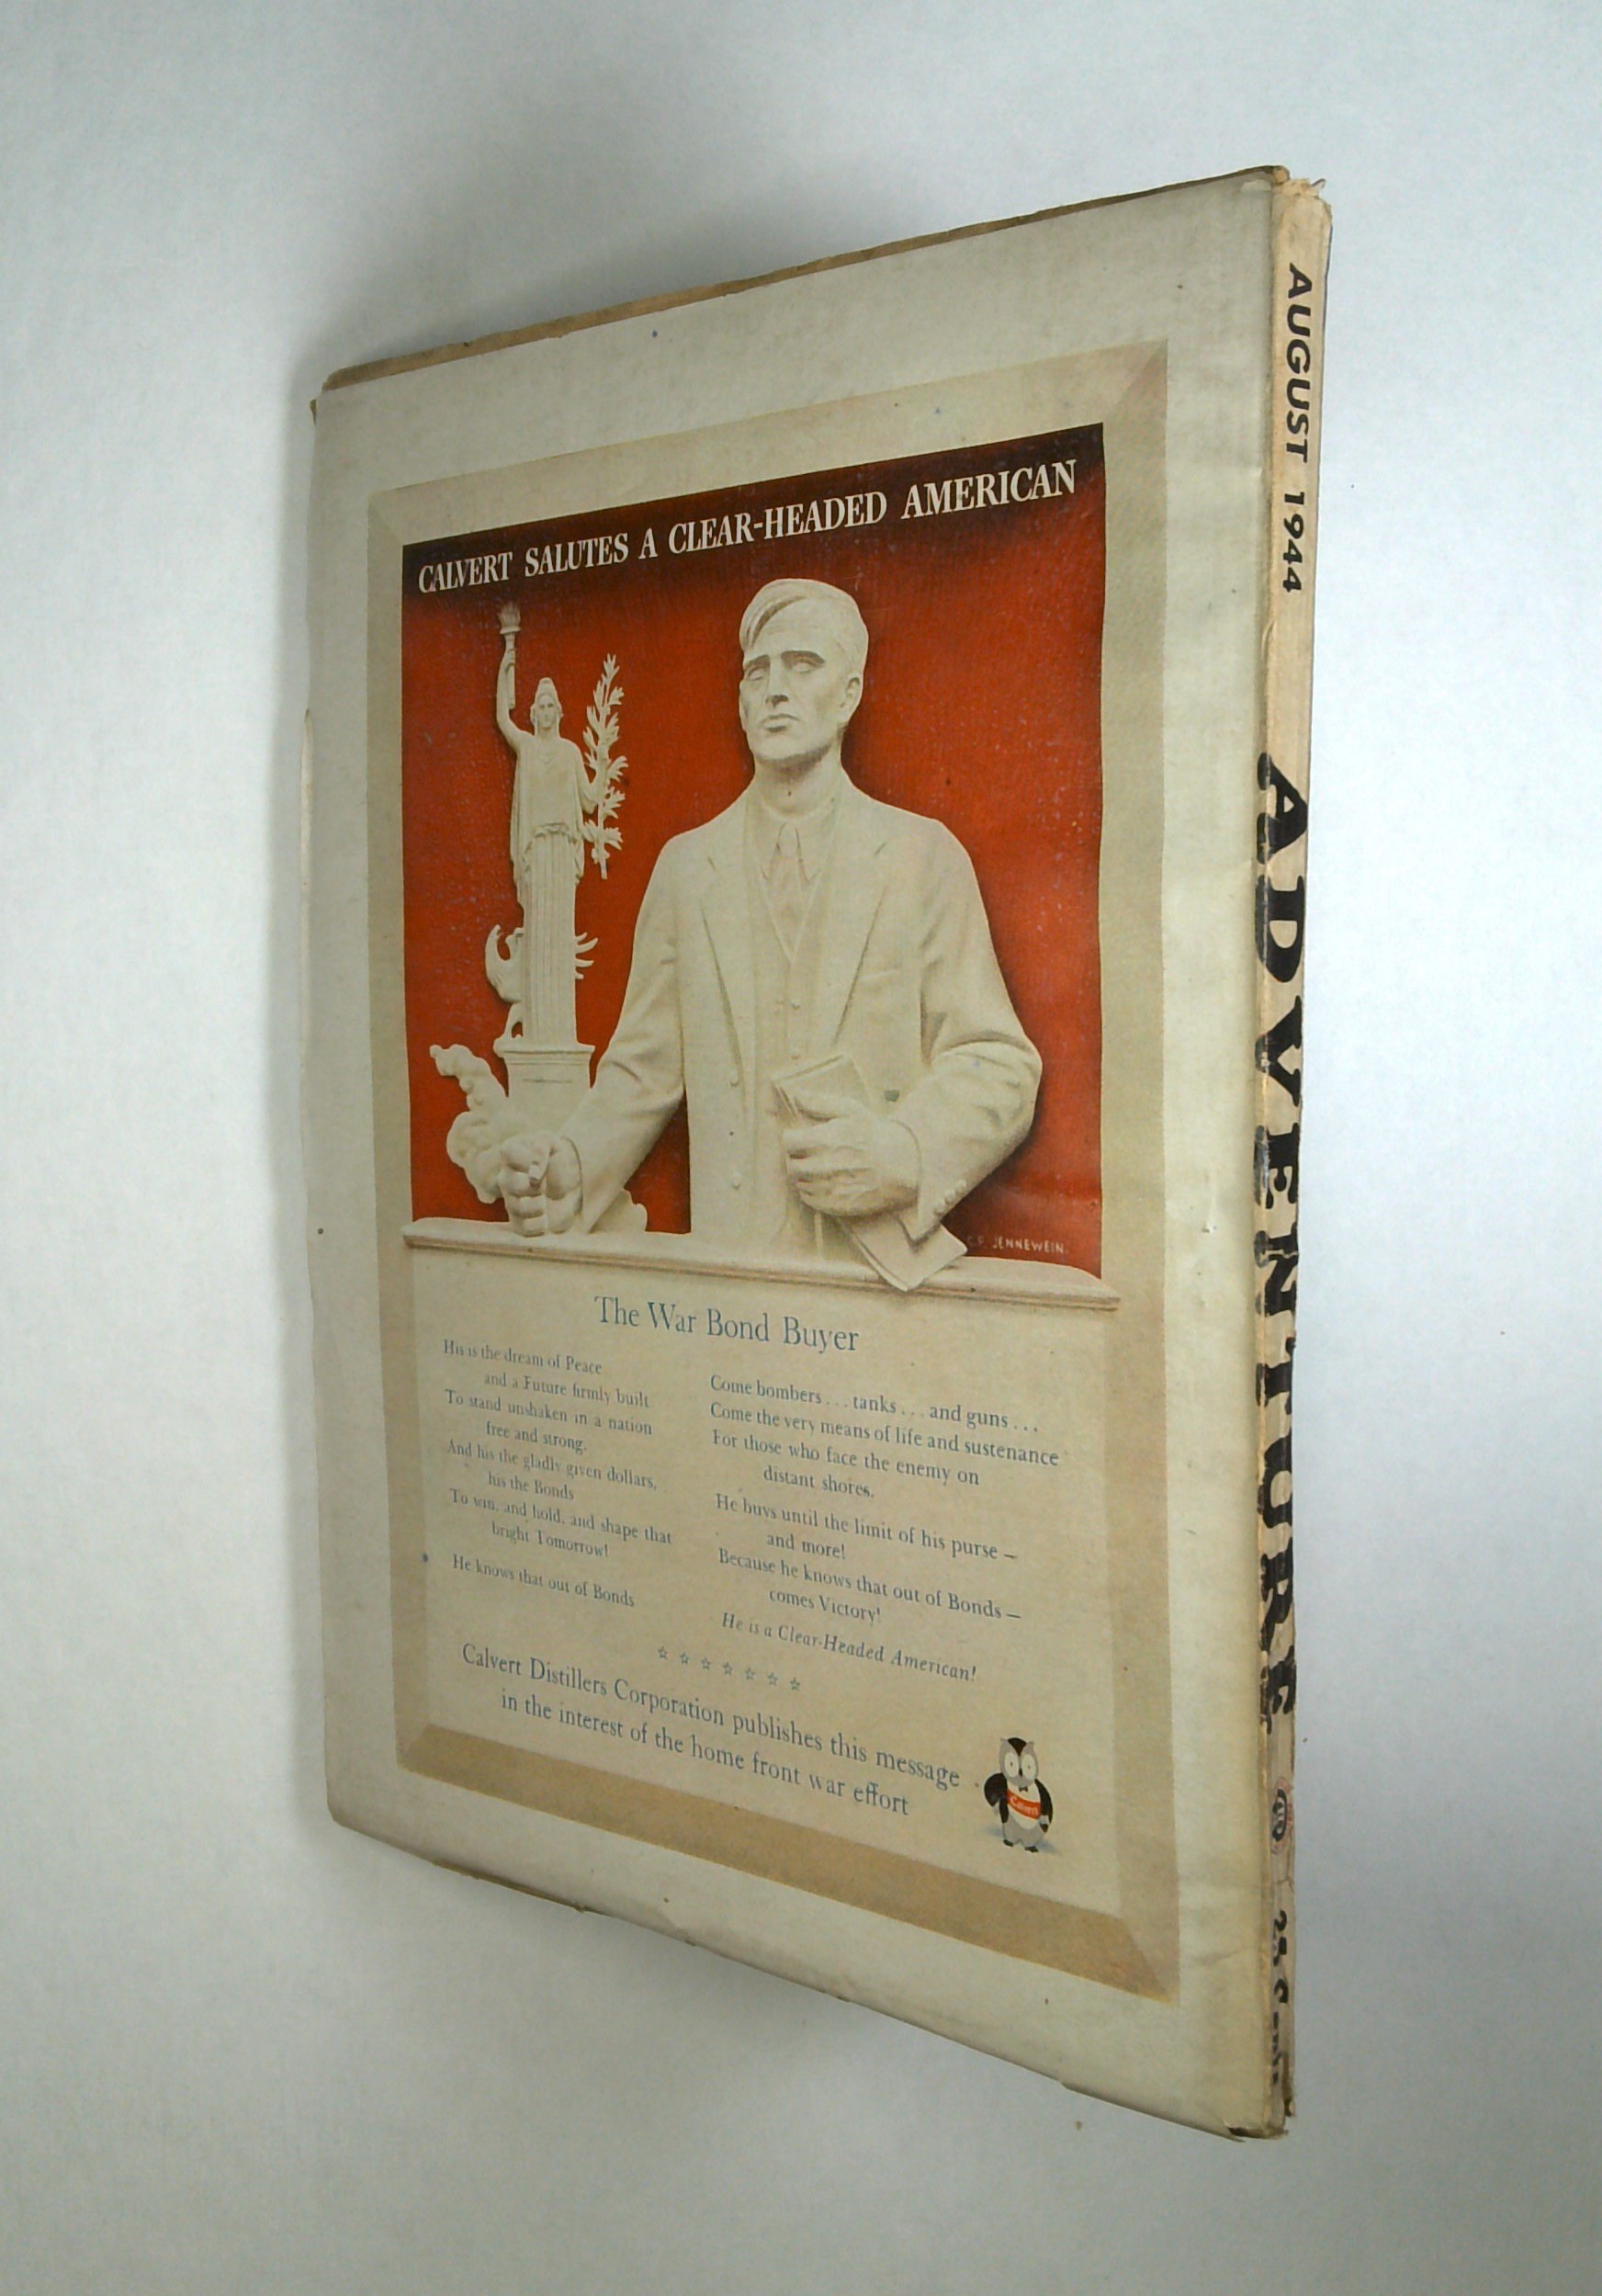 CALVERT SALUTES A CLEAR-HEADED AMERICAN
C.P. JENNEWEIN.
The War Bond Buyer
His is the dream of Peace
and a Future firmly built
To stand unshaken in a nation
free and strong.
And his the gladly given dollars,
his the Bonds
To win, and hold, and shape that
bright Tomorrow!
He knows that out of Bonds
Come bombers . . . tanks . . . and guns . . .
Come the very means of life and sustenance
For those who face the enemy on
distant shores.
He buys until the limit of his purse —
and more!
Because he knows that out of Bonds —
comes Victory!
He is a Clear-Headed American!
Calvert Distillers Corporation publishes this message
in the interest of the home front war effort
Calvert
AUGUST 1944
ADVENTURE